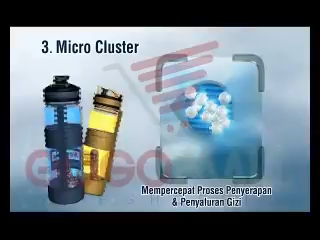 3. Micro Cluster
Mempercepat Proses Penyerapan
& Penyaluran Gizi